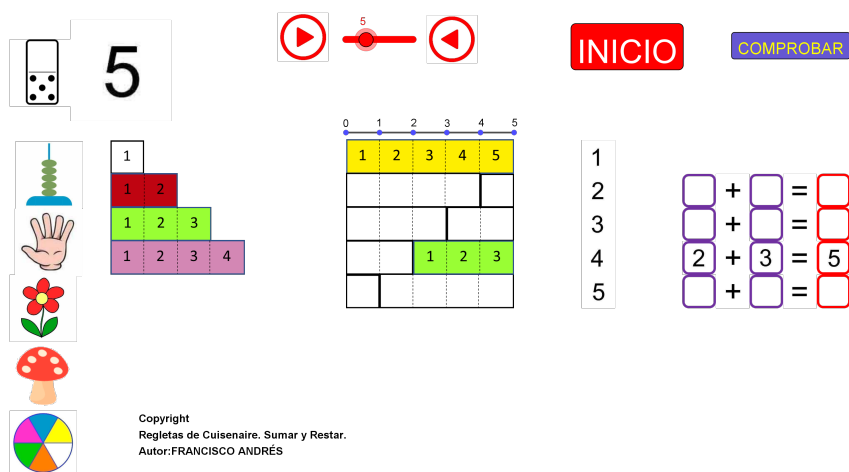 5
5
INICIO
COMPROBAR
0 1 2 3 4 5
1 2 3 4 5
1
1 2
1 2 3
1 2 3 4
1 2 3
1
2
3
4
5
+ =
+ =
2 + 3 = 5
+ =
Copyright
Regletas de Cuisenaire. Sumar y Restar.
Autor:FRANCISCO ANDRÉS